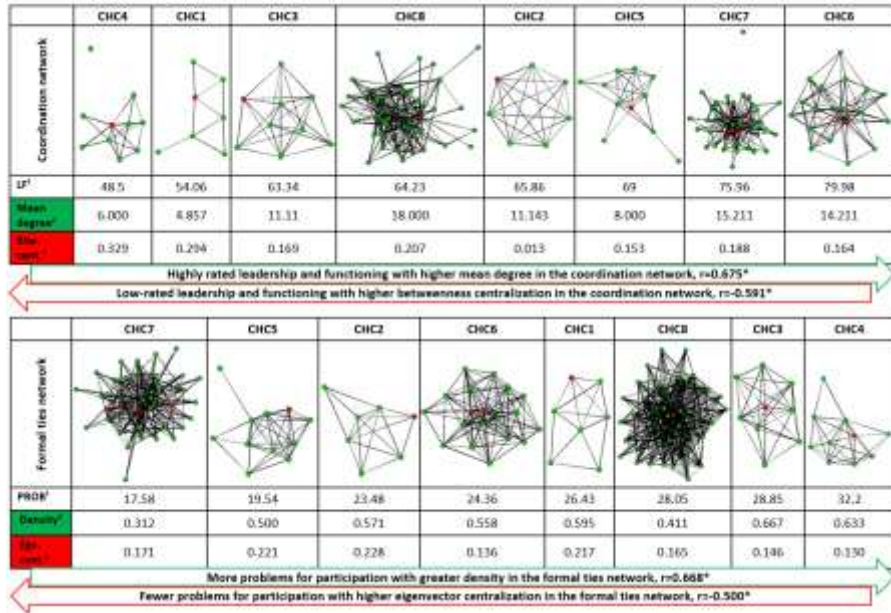 CHC4 CHC1 CHC3 CHC8 CHC2 CHC5 CHC7 CHC6
Coordination network
LF¹ 48.5 54.06 63.34 64.23 65.86 69 75.96 79.98
Mean degree² 6.000 4.857 11.11 18.000 11.143 8.000 15.211 14.211
cent. 0.329 0.294 0.169 0.207 0.013 0.153 0.188 0.164
Highly rated leadership and functioning with higher mean degree in the coordination network, r=0.675*
Low-rated leadership and functioning with higher betweenness centralization in the coordination network, r=-0.591*
CHC7 CHC5 CHC2 CHC6 CHC1 CHC8 CHC3 CHC4
Formal ties network
PROB¹ 17.58 19.54 23.48 24.36 26.43 28.05 28.85 32.2
Density² 0.312 0.500 0.571 0.558 0.595 0.411 0.667 0.633
cent. 0.171 0.221 0.228 0.136 0.217 0.165 0.146 0.130
More problems for participation with greater density in the formal ties network, r=0.668*
Fewer problems for participation with higher eigenvector centralization in the formal ties network, r=-0.500*